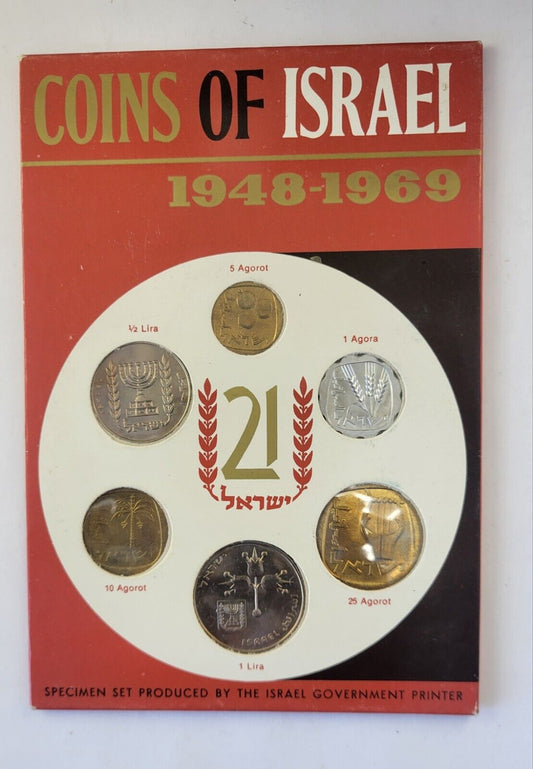 COINS OF ISRAEL
1948-1969
5 Agorot
½ Lira
1 Agora
21
ישראל
10 Agorot
25 Agorot
ISRAEL
1 Lira
SPECIMEN SET PRODUCED BY THE ISRAEL GOVERNMENT PRINTER